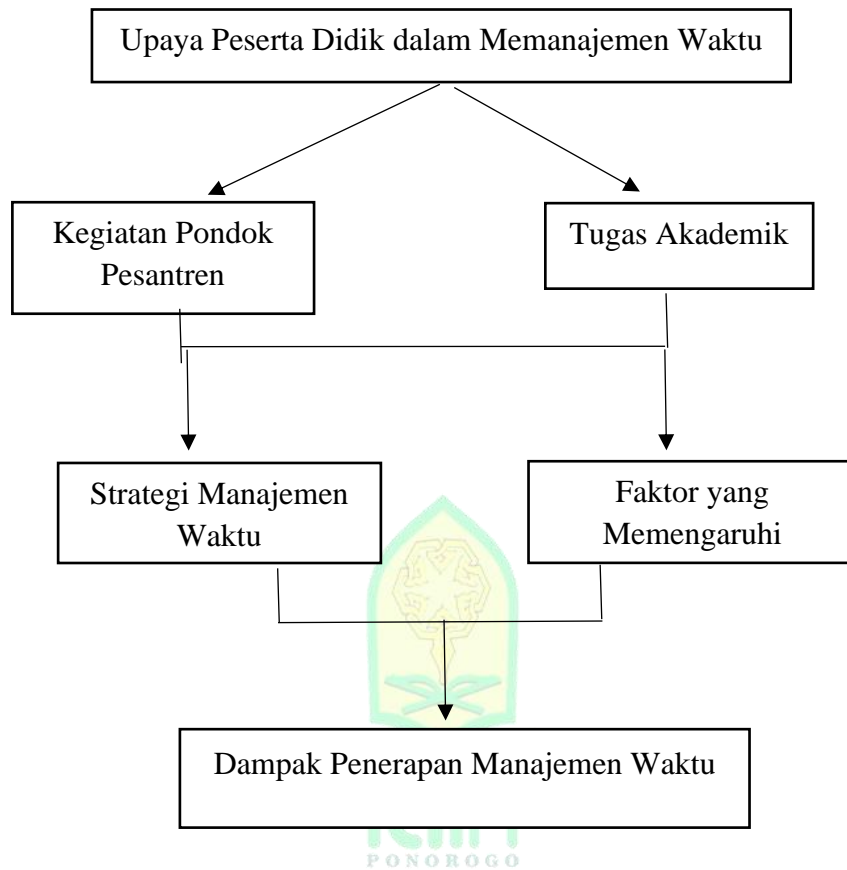 Upaya Peserta Didik dalam Memanajemen Waktu
Kegiatan Pondok
Pesantren
Tugas Akademik
Strategi Manajemen
Waktu
Faktor yang
Memengaruhi
Dampak Penerapan Manajemen Waktu
PONOROGO